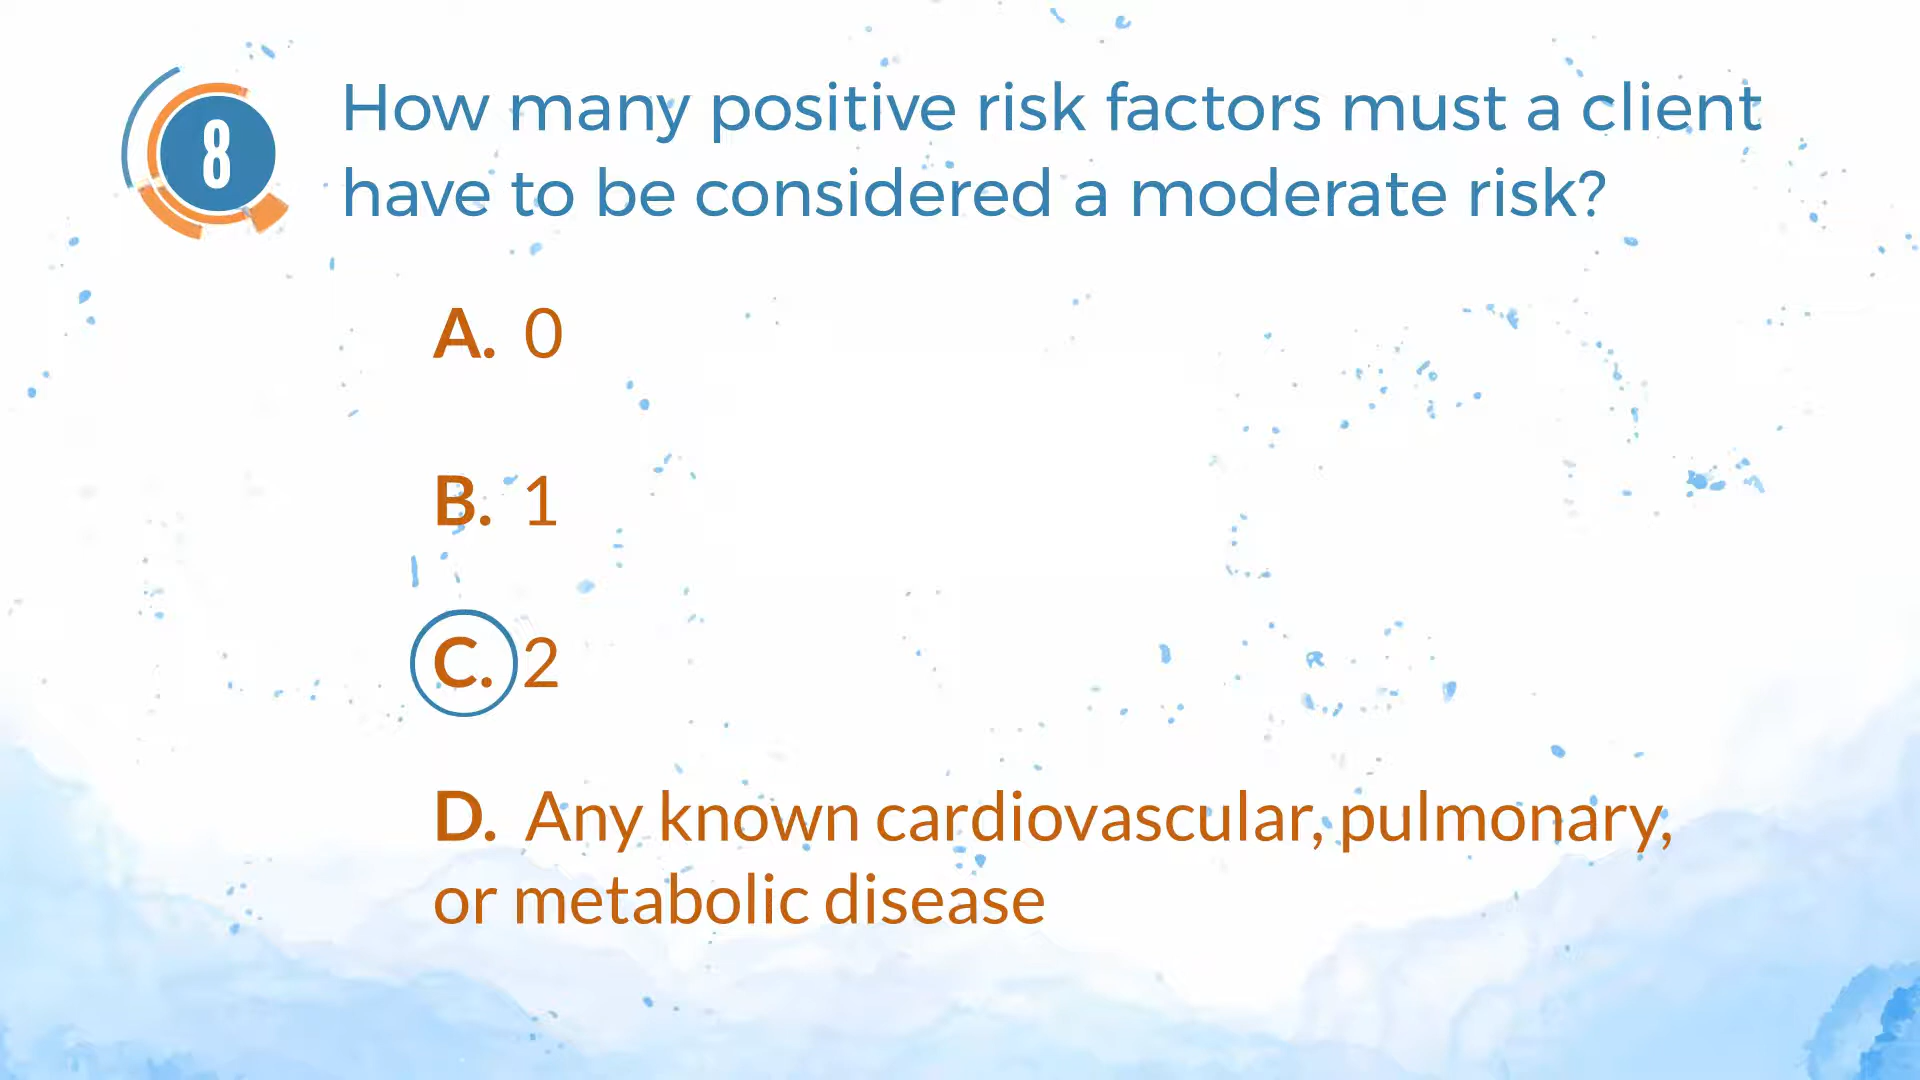 8
How many positive risk factors must a client
have to be considered a moderate risk?
A. 0
B. 1
C. 2
D. Any known cardiovascular, pulmonary,
or metabolic disease